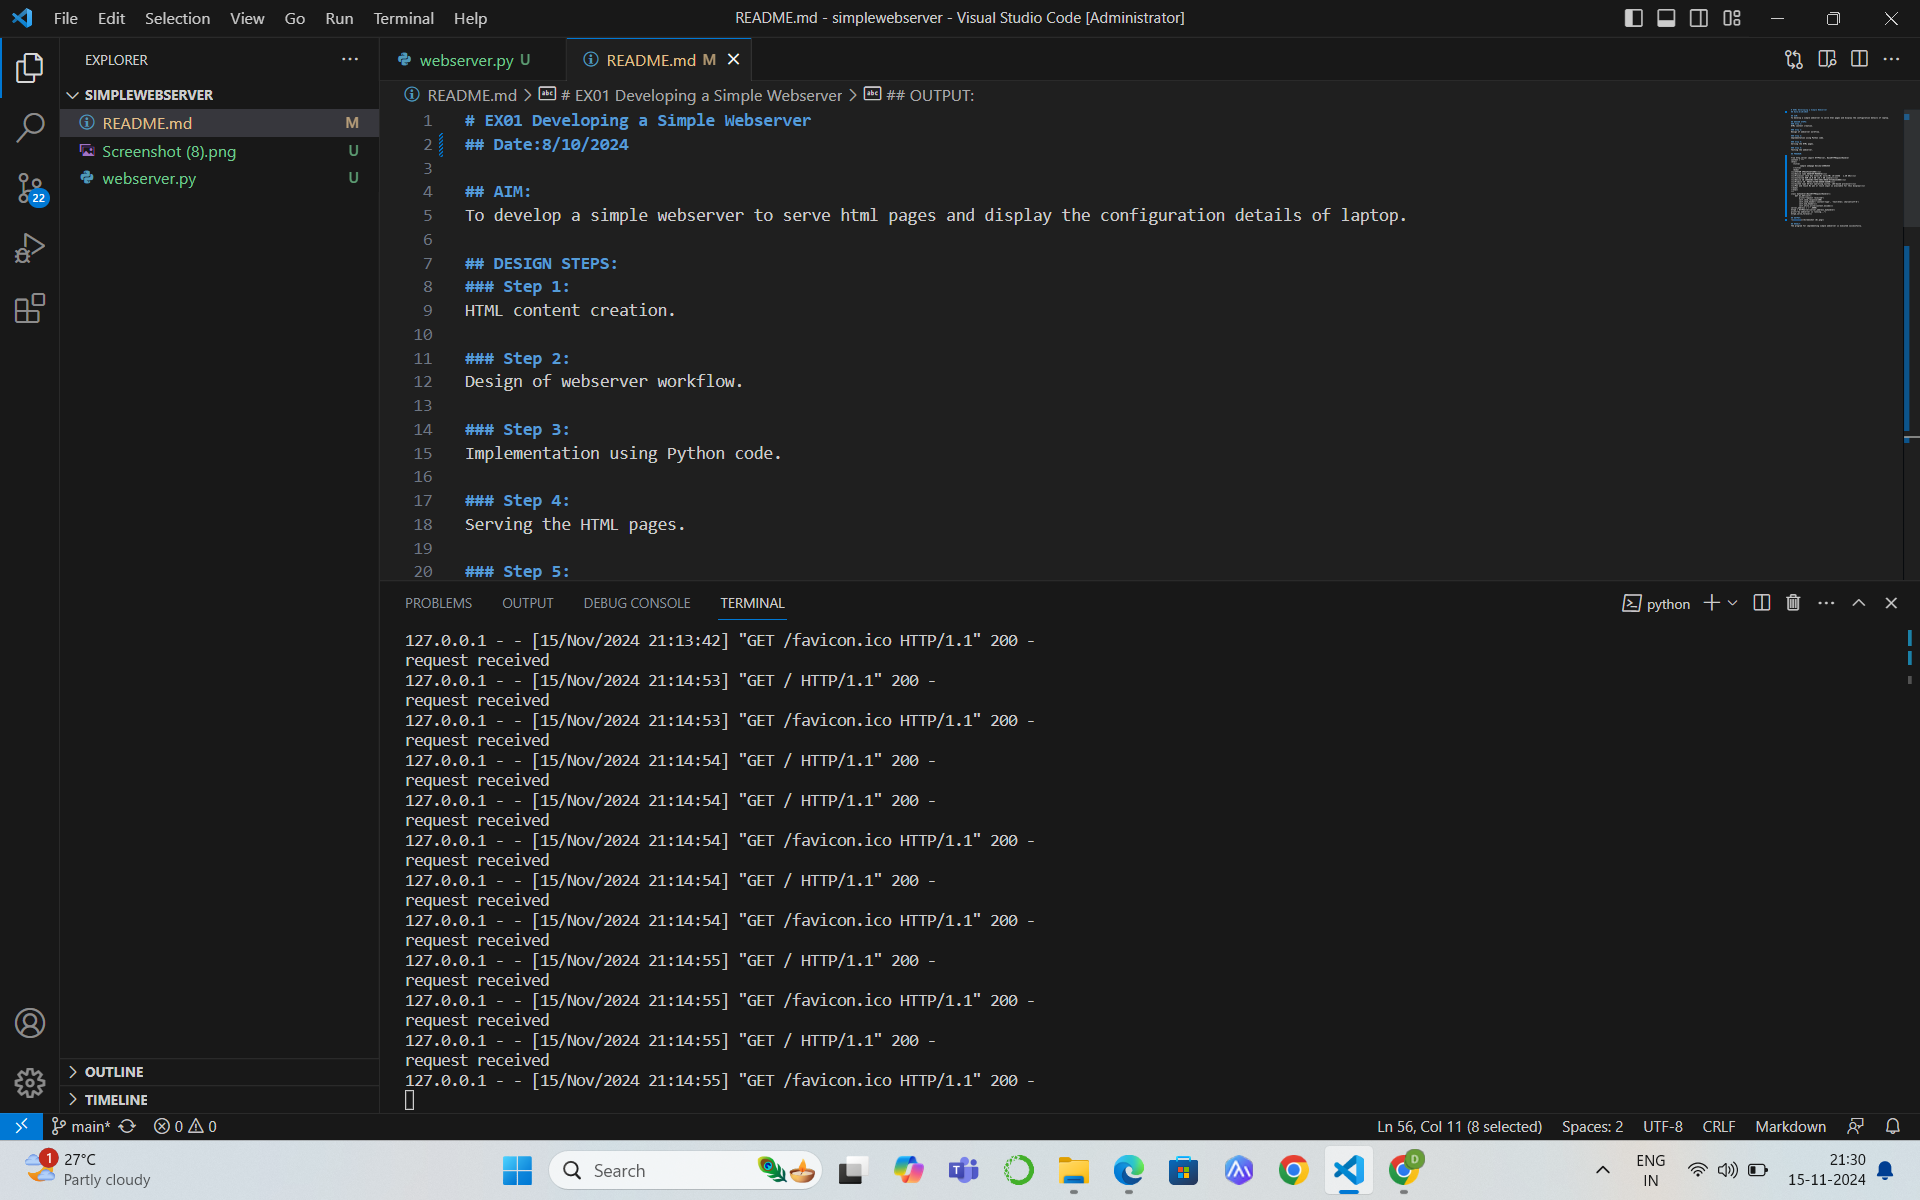 File Edit Selection View Go Run Terminal Help
README.md - simplewebserver - Visual Studio Code [Administrator]
EXPLORER
SIMPLEWEBSERVER
README.md M
Screenshot (8).png U
webserver.py U
22
OUTLINE
TIMELINE
webserver.py U
README.md M
README.md > # EX01 Developing a Simple Webserver > ## OUTPUT:
1 # EX01 Developing a Simple Webserver
2 ## Date:8/10/2024
3
4 ## AIM:
5 To develop a simple webserver to serve html pages and display the configuration details of laptop.
6
7 ## DESIGN STEPS:
8 ### Step 1:
9 HTML content creation.
10
11 ### Step 2:
12 Design of webserver workflow.
13
14 ### Step 3:
15 Implementation using Python code.
16
17 ### Step 4:
18 Serving the HTML pages.
19
20 ### Step 5:
PROBLEMS OUTPUT DEBUG CONSOLE TERMINAL
python
127.0.0.1 - - [15/Nov/2024 21:13:42] "GET /favicon.ico HTTP/1.1" 200 -
request received
127.0.0.1 - - [15/Nov/2024 21:14:53] "GET / HTTP/1.1" 200 -
request received
127.0.0.1 - - [15/Nov/2024 21:14:53] "GET /favicon.ico HTTP/1.1" 200 -
request received
127.0.0.1 - - [15/Nov/2024 21:14:54] "GET / HTTP/1.1" 200 -
request received
127.0.0.1 - - [15/Nov/2024 21:14:54] "GET / HTTP/1.1" 200 -
request received
127.0.0.1 - - [15/Nov/2024 21:14:54] "GET /favicon.ico HTTP/1.1" 200 -
request received
127.0.0.1 - - [15/Nov/2024 21:14:54] "GET / HTTP/1.1" 200 -
request received
127.0.0.1 - - [15/Nov/2024 21:14:54] "GET /favicon.ico HTTP/1.1" 200 -
request received
127.0.0.1 - - [15/Nov/2024 21:14:55] "GET / HTTP/1.1" 200 -
request received
127.0.0.1 - - [15/Nov/2024 21:14:55] "GET /favicon.ico HTTP/1.1" 200 -
request received
127.0.0.1 - - [15/Nov/2024 21:14:55] "GET / HTTP/1.1" 200 -
request received
127.0.0.1 - - [15/Nov/2024 21:14:55] "GET /favicon.ico HTTP/1.1" 200 -
main* 0 0
Ln 56, Col 11 (8 selected) Spaces: 2 UTF-8 CRLF Markdown
1
27°C
Partly cloudy
Search
D
ENG
IN
21:30
15-11-2024